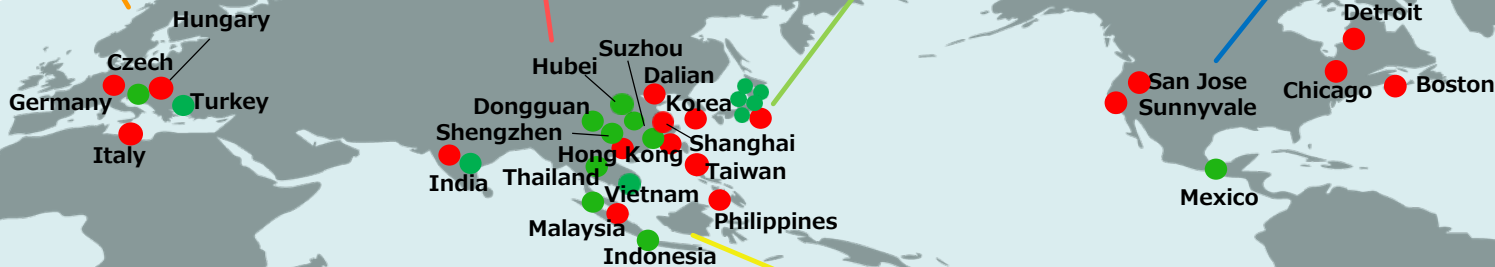 Hungary
Czech
Germany
Turkey
Italy
Suzhou
Hubei
Dalian
Dongguan
Korea
Shengzhen
Shanghai
Hong Kong
India
Thailand
Taiwan
Vietnam
Malaysia
Philippines
Indonesia
Detroit
San Jose
Sunnyvale
Chicago
Boston
Mexico